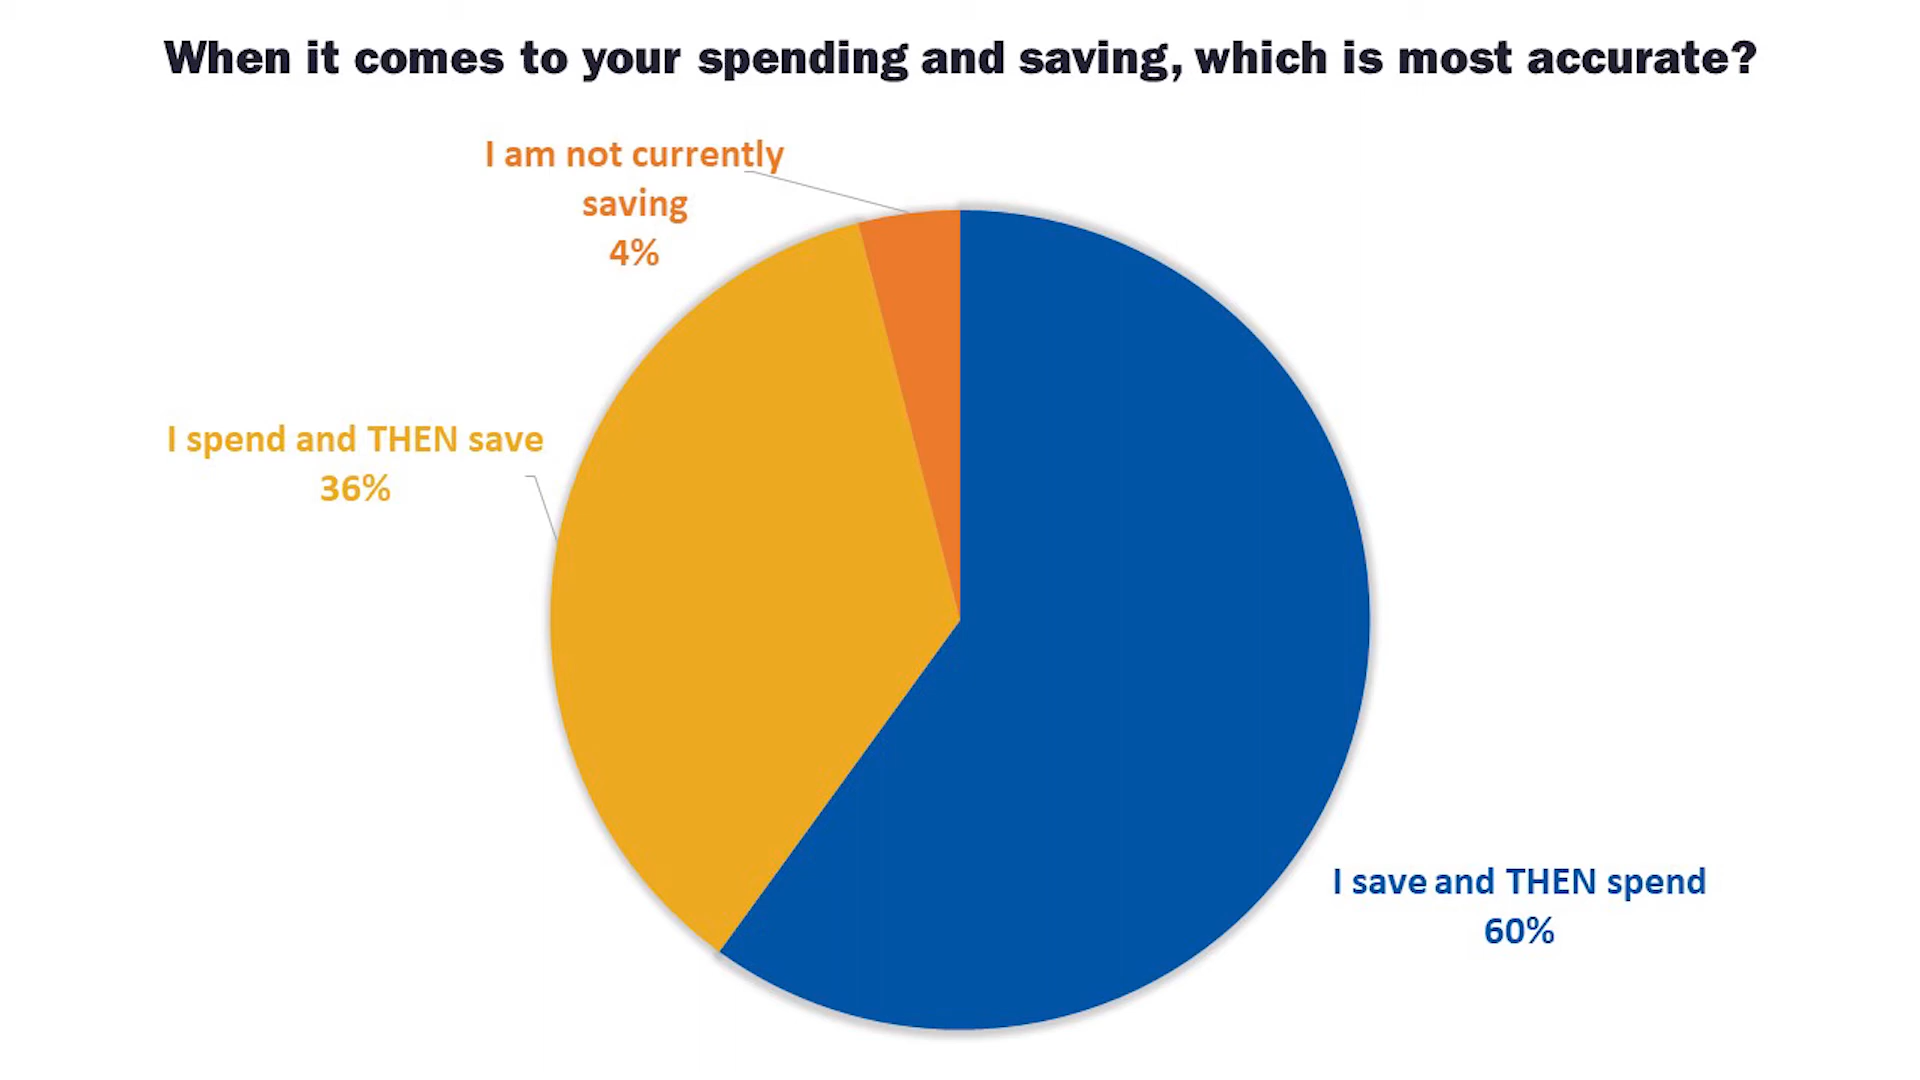 When it comes to your spending and saving, which is most accurate?
I am not currently
saving
4%
I spend and THEN save
36%
I save and THEN spend
60%